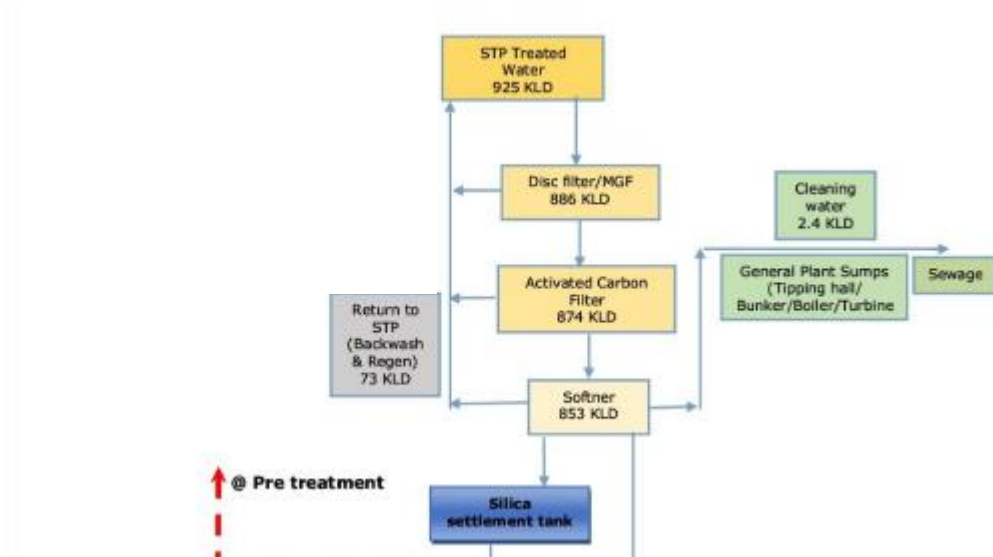 STP Treated
Water
925 KLD
Disc filter/MGF
886 KLD
Cleaning
water
2.4 KLD
General Plant Sumps
(Tipping hall/
Bunker/Boiler/Turbine
Sewage
Activated Carbon
Filter
874 KLD
Return to
STP
(Backwash
& Regen)
73 KLD
Softner
853 KLD
@ Pre treatment
Silica
settlement tank